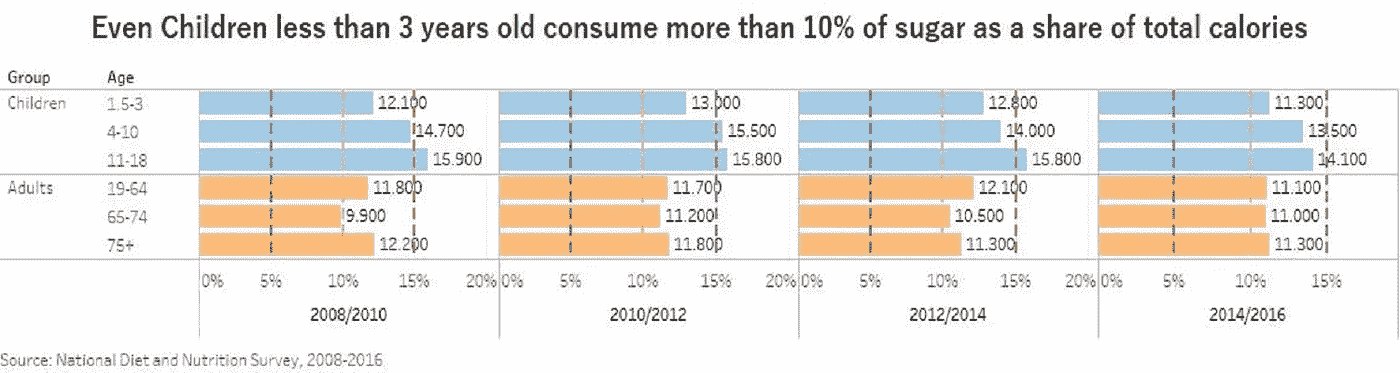 Even Children less than 3 years old consume more than 10% of sugar as a share of total calories
Group Age
Children 1.5-3 12.100 13.000 12.800 11.300
4-10 14.700 15.500 14.000 13.500
11-18 15.900 15.800 15.800 14.100
Adults 19-64 11.800 11.700 12.100 11.100
65-74 9.900 11.200 10.500 11.000
75+ 12.200 11.800 11.300 11.300
0% 5% 10% 15% 20% 0% 5% 10% 15% 20% 0% 5% 10% 15% 20% 0% 5% 10% 15%
2008/2010 2010/2012 2012/2014 2014/2016
Source: National Diet and Nutrition Survey, 2008-2016